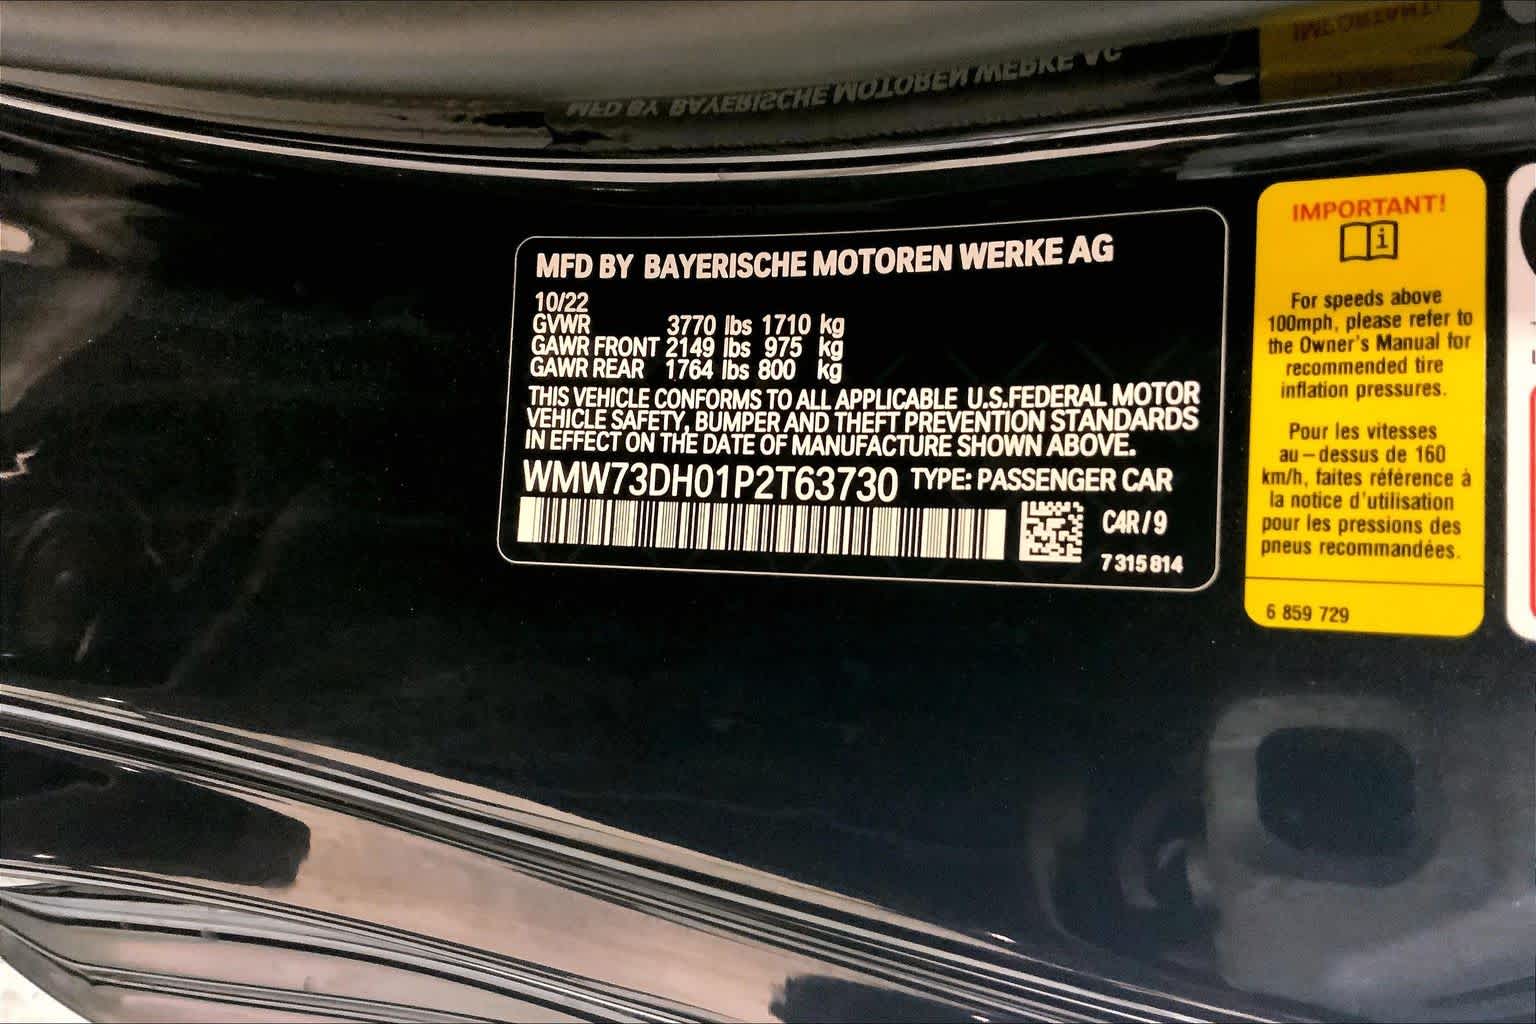 MFD BY BAYERISCHE MOTOREN WERKE AG
10/22
GVWR 3770 lbs 1710 kg
GAWR FRONT 2149 lbs 975 kg
GAWR REAR 1764 lbs 800 kg
THIS VEHICLE CONFORMS TO ALL APPLICABLE U.S.FEDERAL MOTOR
VEHICLE SAFETY, BUMPER AND THEFT PREVENTION STANDARDS
IN EFFECT ON THE DATE OF MANUFACTURE SHOWN ABOVE.
WMW73DH01P2T63730 TYPE: PASSENGER CAR
C4R/9
7315814
IMPORTANT!
For speeds above
100mph, please refer to
the Owner's Manual for
recommended tire
inflation pressures.
Pour les vitesses
au-dessus de 160
km/h, faites référence à
la notice d'utilisation
pour les pressions des
pneus recommandées.
6 859 729